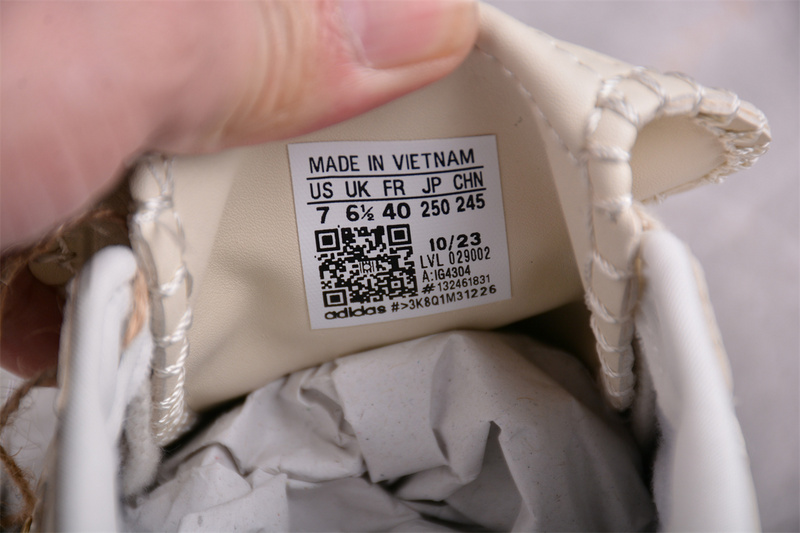 MADE IN VIETNAM
US UK FR JP CHN
7 6½ 40 250 245
10/23
LVL 029002
A:IG4304
#132461831
adidas #>3K8Q1M31226